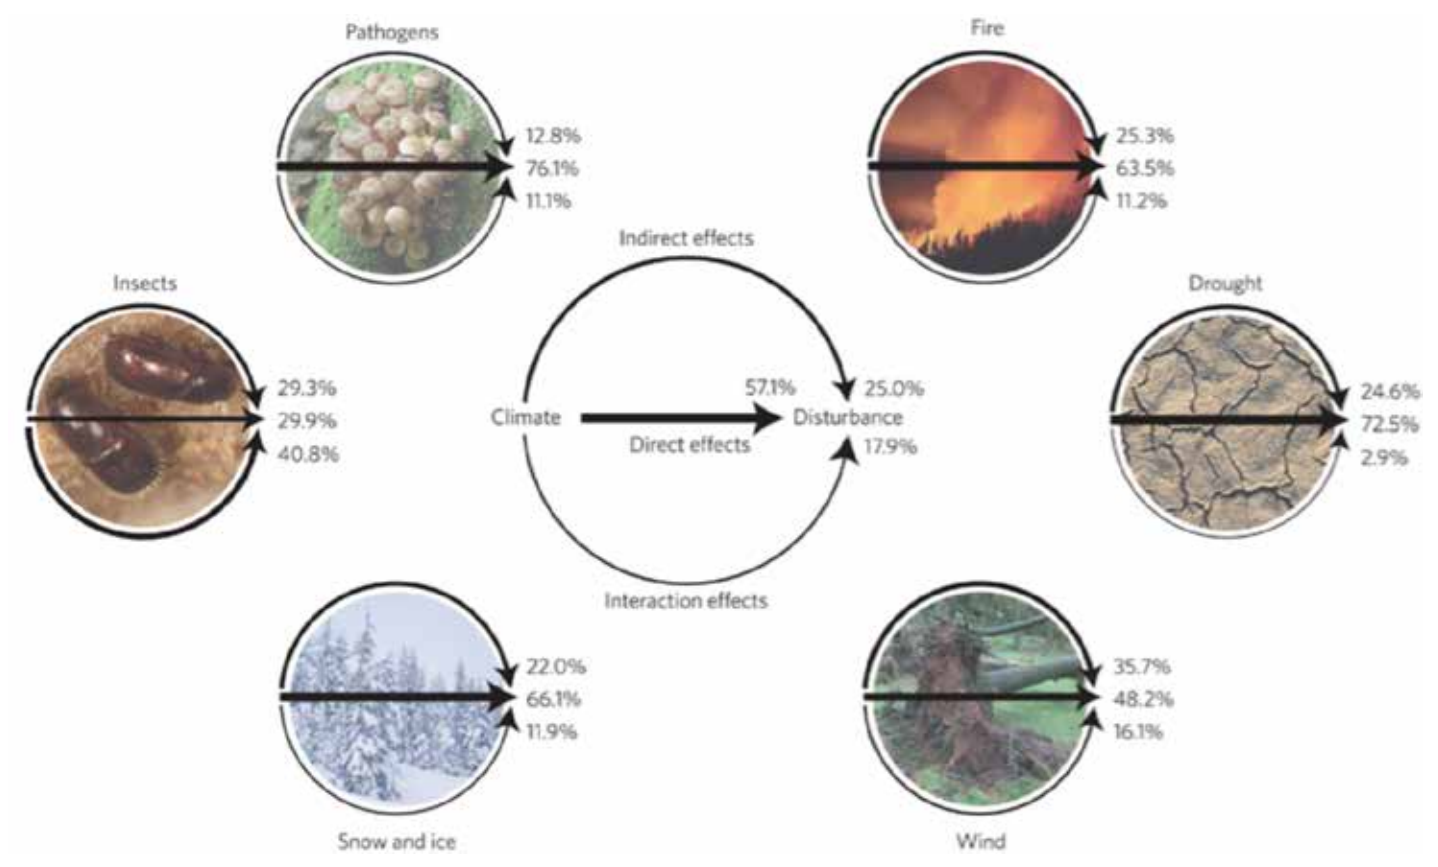 Pathogens
12.8%
76.1%
11.1%
Fire
25.3%
63.5%
11.2%
Insects
29.3%
29.9%
40.8%
Indirect effects
Climate
57.1%
25.0%
Disturbance
Direct effects
17.9%
Interaction effects
Drought
24.6%
72.5%
2.9%
22.0%
66.1%
11.9%
Snow and ice
35.7%
48.2%
16.1%
Wind